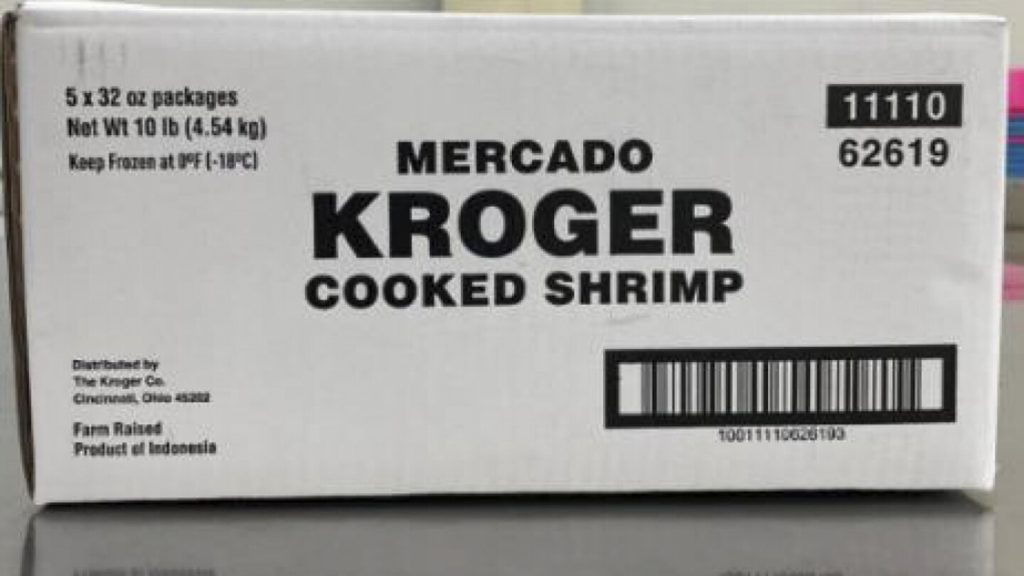 5 x 32 oz packages
Net Wt 10 lb (4.54 kg)
Keep Frozen at 0ºF (-18ºC)
11110
62619
MERCADO
KROGER
COOKED SHRIMP
Distributed by
The Kroger Co.
Cincinnati, Ohio 45202
Farm Raised
Product of Indonesia
10011110626193